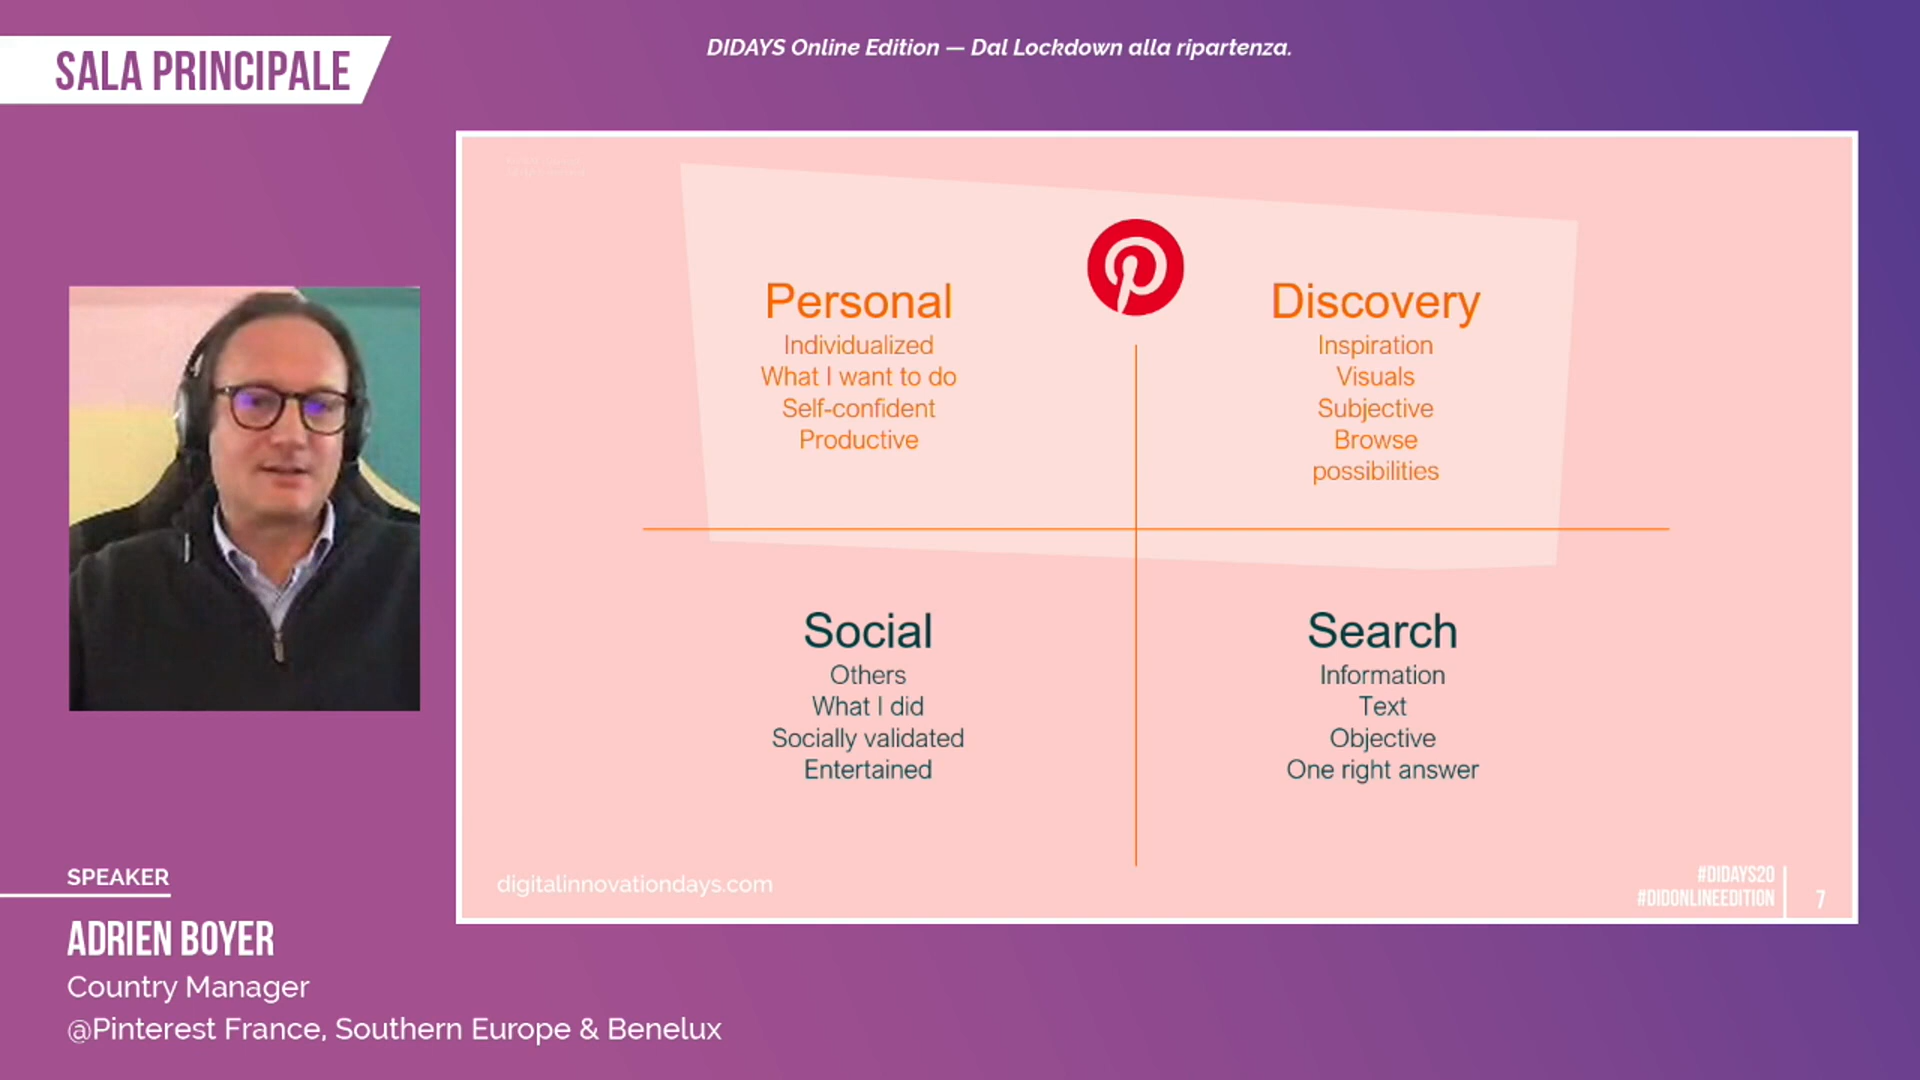 SALA PRINCIPALE
DIDAYS Online Edition — Dal Lockdown alla ripartenza.
Personal
Individualized
What I want to do
Self-confident
Productive
Discovery
Inspiration
Visuals
Subjective
Browse
possibilities
Social
Others
What I did
Socially validated
Entertained
Search
Information
Text
Objective
One right answer
digitalinnovationdays.com
#DIDAYS20
#DIDONLINEEDITION
7
SPEAKER
ADRIEN BOYER
Country Manager
@Pinterest France, Southern Europe & Benelux